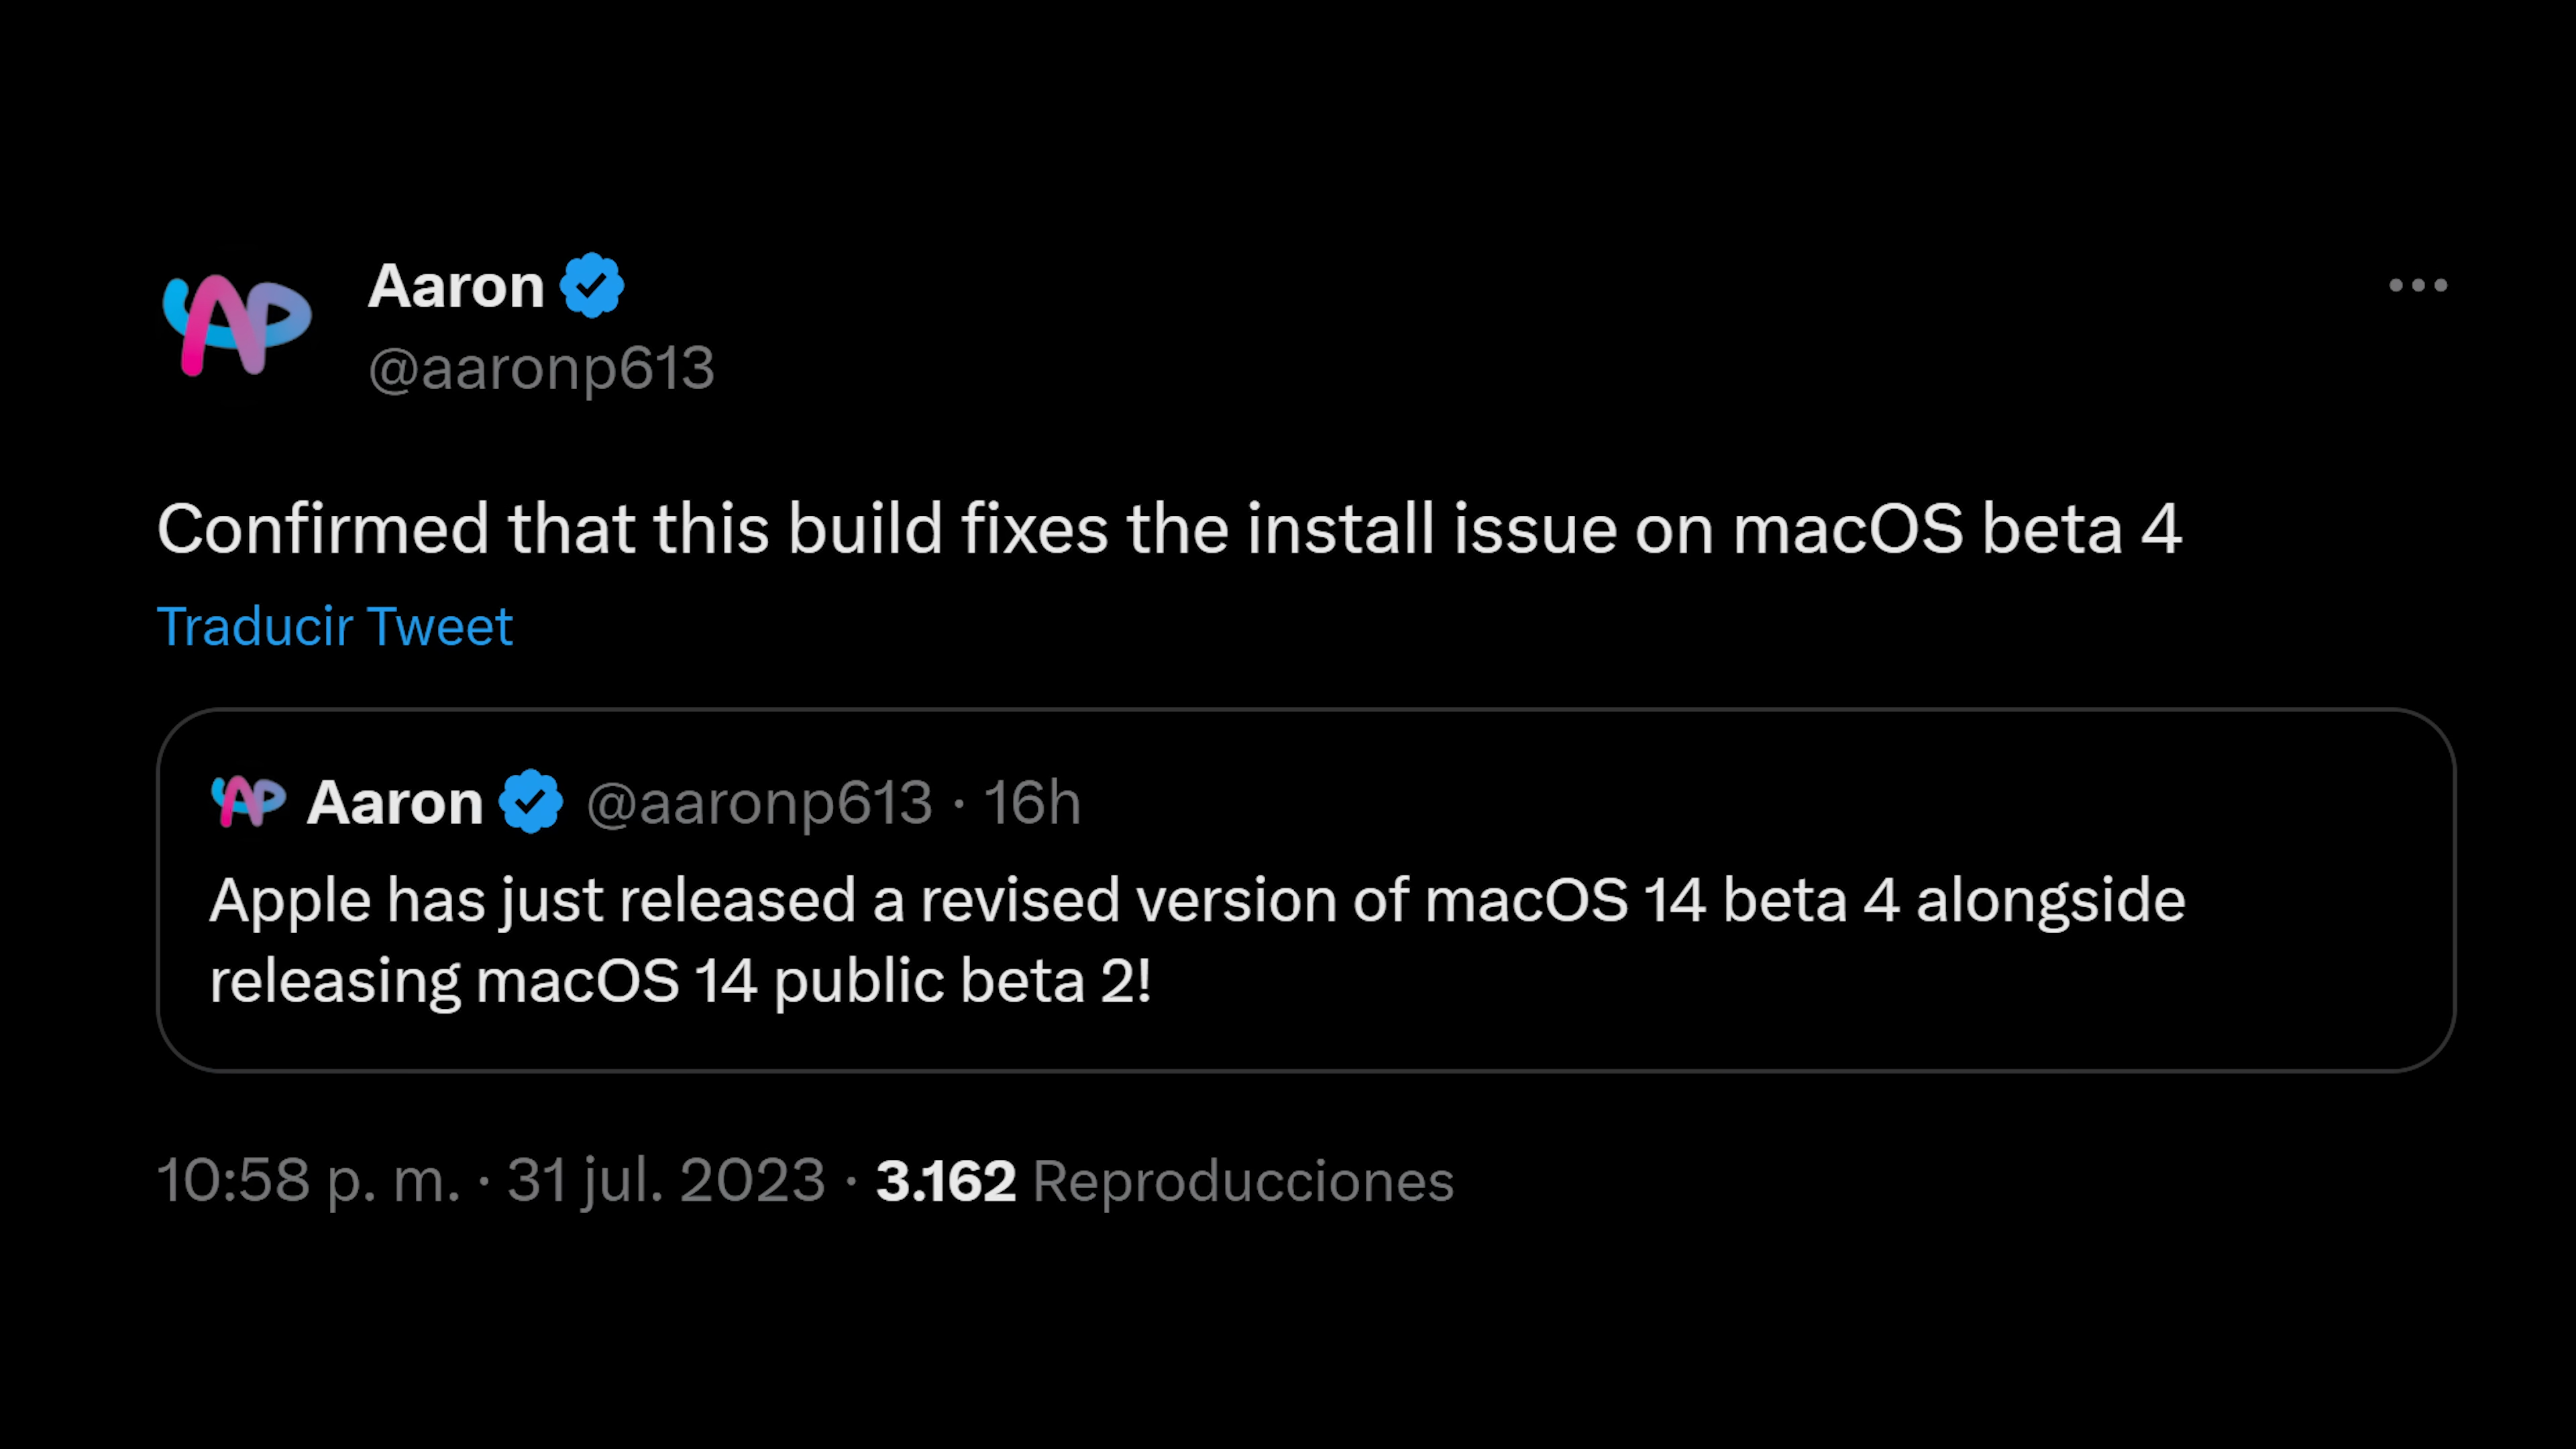 Aaron
@aaronp613
Confirmed that this build fixes the install issue on macOS beta 4
Traducir Tweet
Aaron @aaronp613 · 16h
Apple has just released a revised version of macOS 14 beta 4 alongside
releasing macOS 14 public beta 2!
10:58 p. m. · 31 jul. 2023 · 3.162 Reproducciones